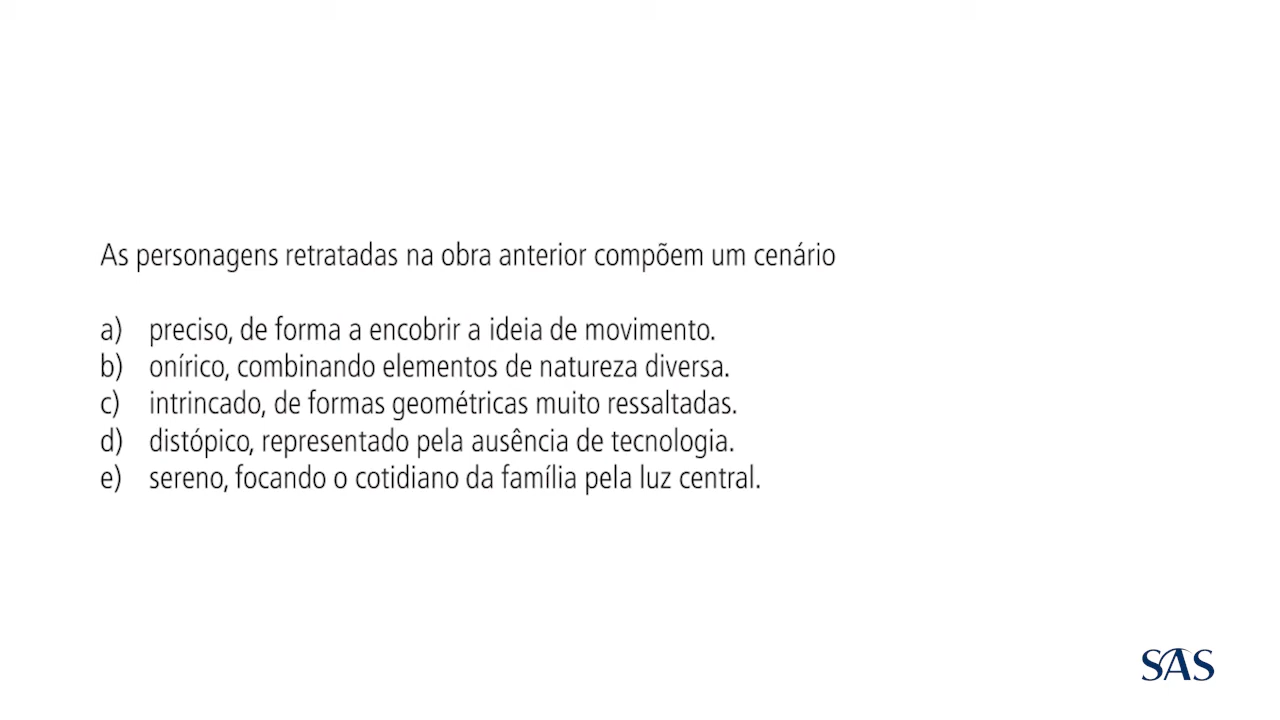 As personagens retratadas na obra anterior compõem um cenário
a) preciso, de forma a encobrir a ideia de movimento.
b) onírico, combinando elementos de natureza diversa.
c) intrincado, de formas geométricas muito ressaltadas.
d) distópico, representado pela ausência de tecnologia.
e) sereno, focando o cotidiano da família pela luz central.
SAS